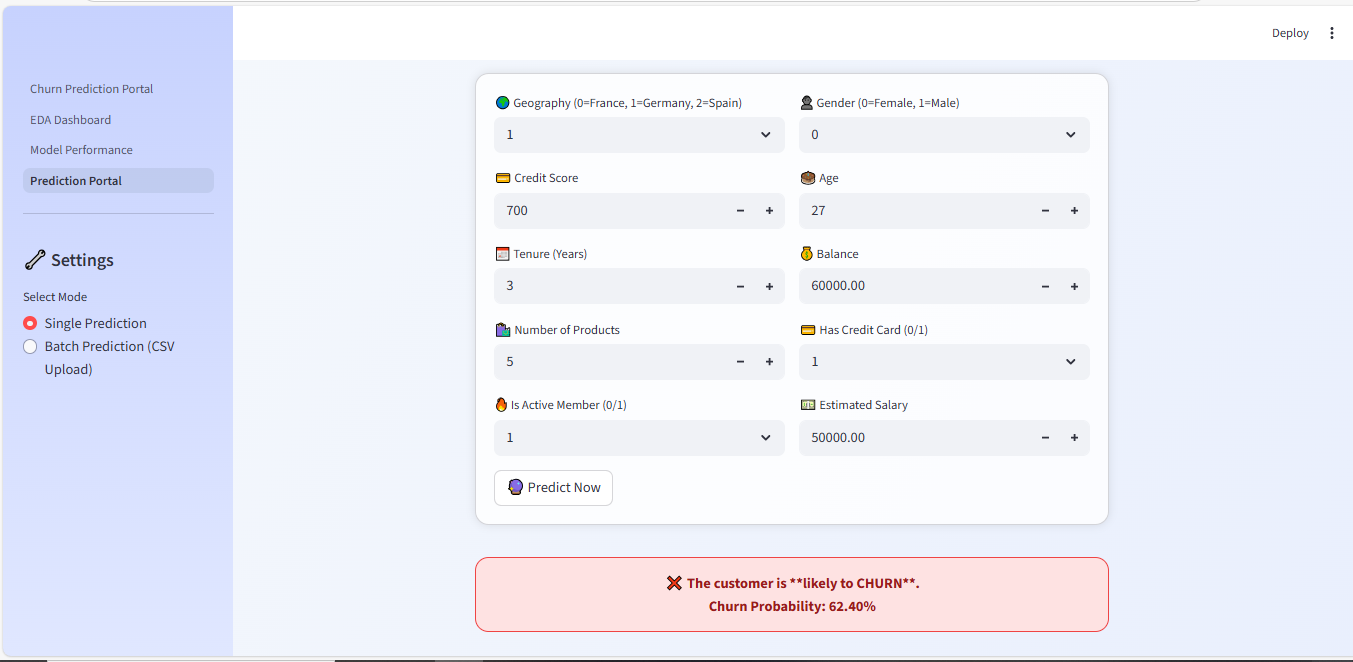 Deploy
Churn Prediction Portal
EDA Dashboard
Model Performance
Prediction Portal
Settings
Select Mode
Single Prediction
Batch Prediction (CSV
Upload)
Geography (0=France, 1=Germany, 2=Spain)
1
Gender (0=Female, 1=Male)
0
Credit Score
700
Age
27
Tenure (Years)
3
Balance
60000.00
Number of Products
5
Has Credit Card (0/1)
1
Is Active Member (0/1)
1
Estimated Salary
50000.00
Predict Now
The customer is **likely to CHURN**.
Churn Probability: 62.40%